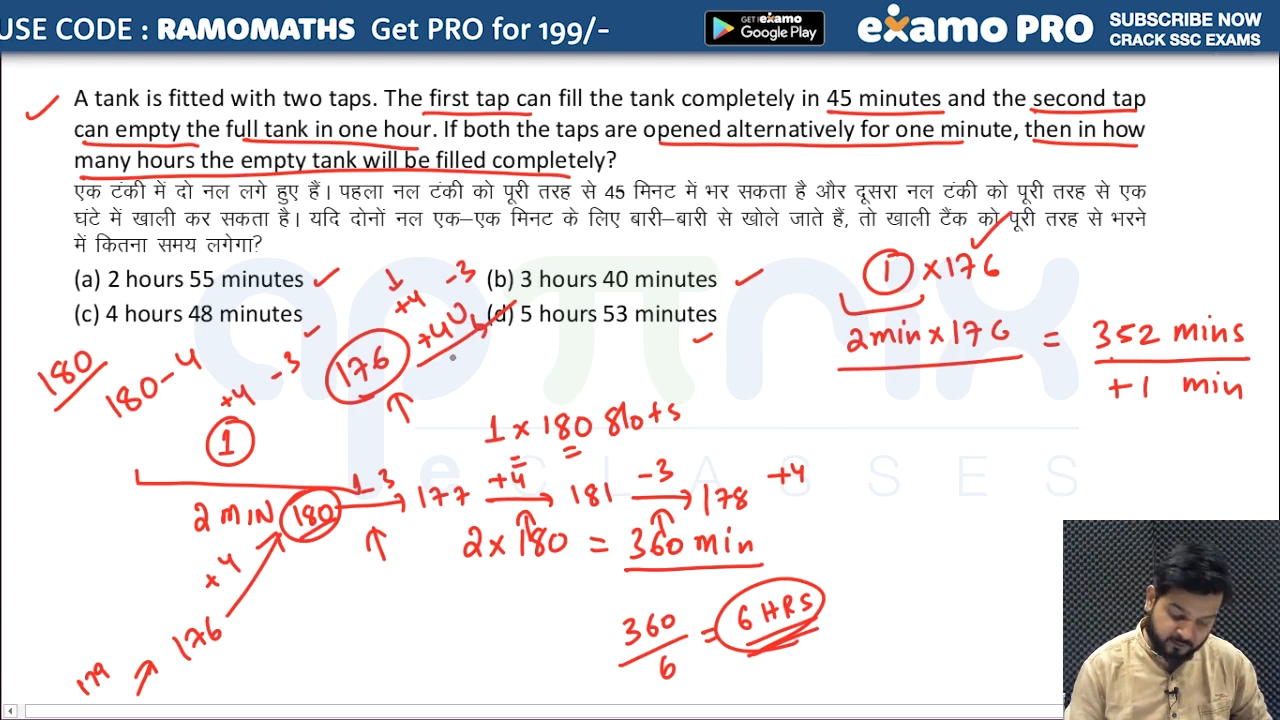 USE CODE : RAMOMATHS Get PRO for 199/-
GET IT ON examo
Google Play
examo PRO
SUBSCRIBE NOW
CRACK SSC EXAMS
A tank is fitted with two taps. The first tap can fill the tank completely in 45 minutes and the second tap
can empty the full tank in one hour. If both the taps are opened alternatively for one minute, then in how
many hours the empty tank will be filled completely?
एक टंकी में दो नल लगे हुए हैं। पहला नल टंकी को पूरी तरह से 45 मिनट में भर सकता है और दूसरा नल टंकी को पूरी तरह से एक
घंटे में खाली कर सकता है। यदि दोनों नल एक–एक मिनट के लिए बारी–बारी से खोले जाते हैं, तो खाली टैंक को पूरी तरह से भरने
में कितना समय लगेगा?
(a) 2 hours 55 minutes
(b) 3 hours 40 minutes
(c) 4 hours 48 minutes
(d) 5 hours 53 minutes
1 × 176
2min × 176 = 352 mins
+1 min
1
+4 -3
176 +4
180
180-4
+4 -3
1
2 MIN
1 × 180 slots
180 → 177 +4 → 181 -3 → 178 +4
2 × 180 = 360 min
+4
176
179
360
6
= 6 HRS
aptrix
CLASSES